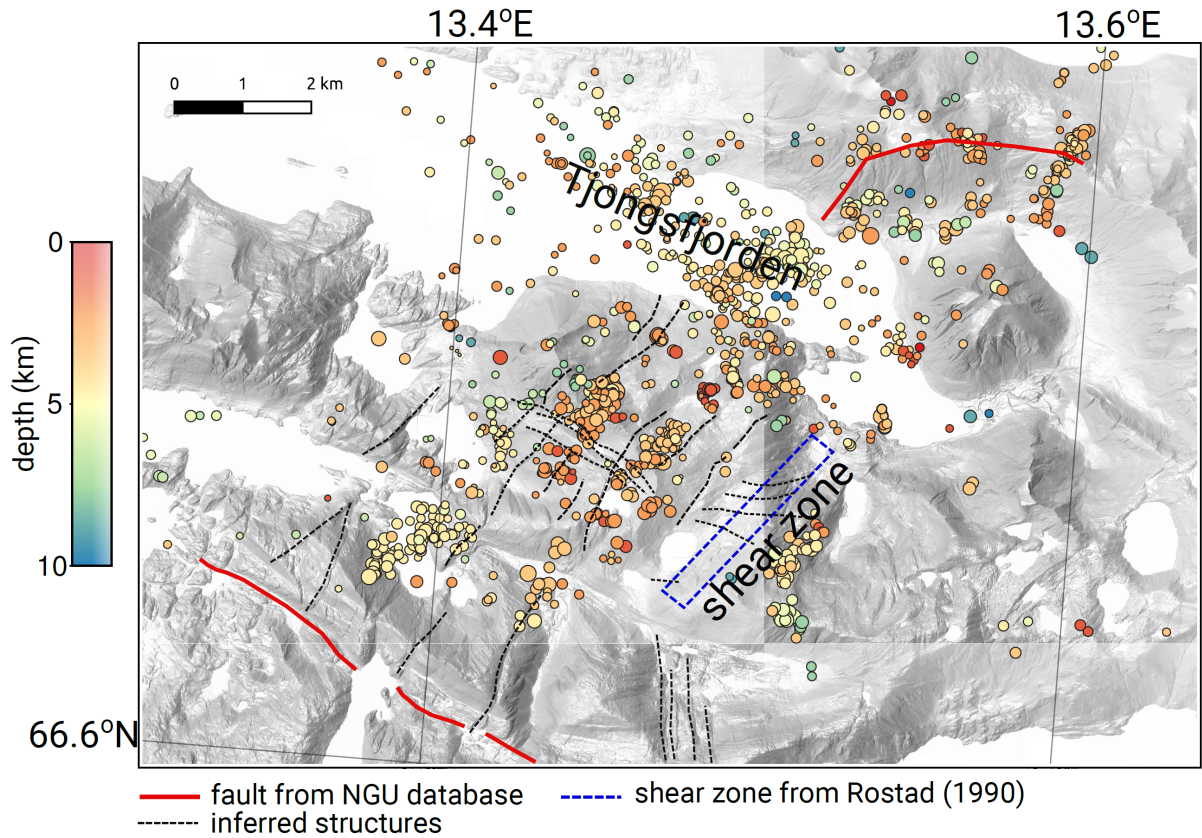 13.4°E 13.6°E
0 1 2 km
Tjongsfjorden
0
5
10
depth (km)
shear zone
66.6°N
fault from NGU database
shear zone from Rostad (1990)
inferred structures